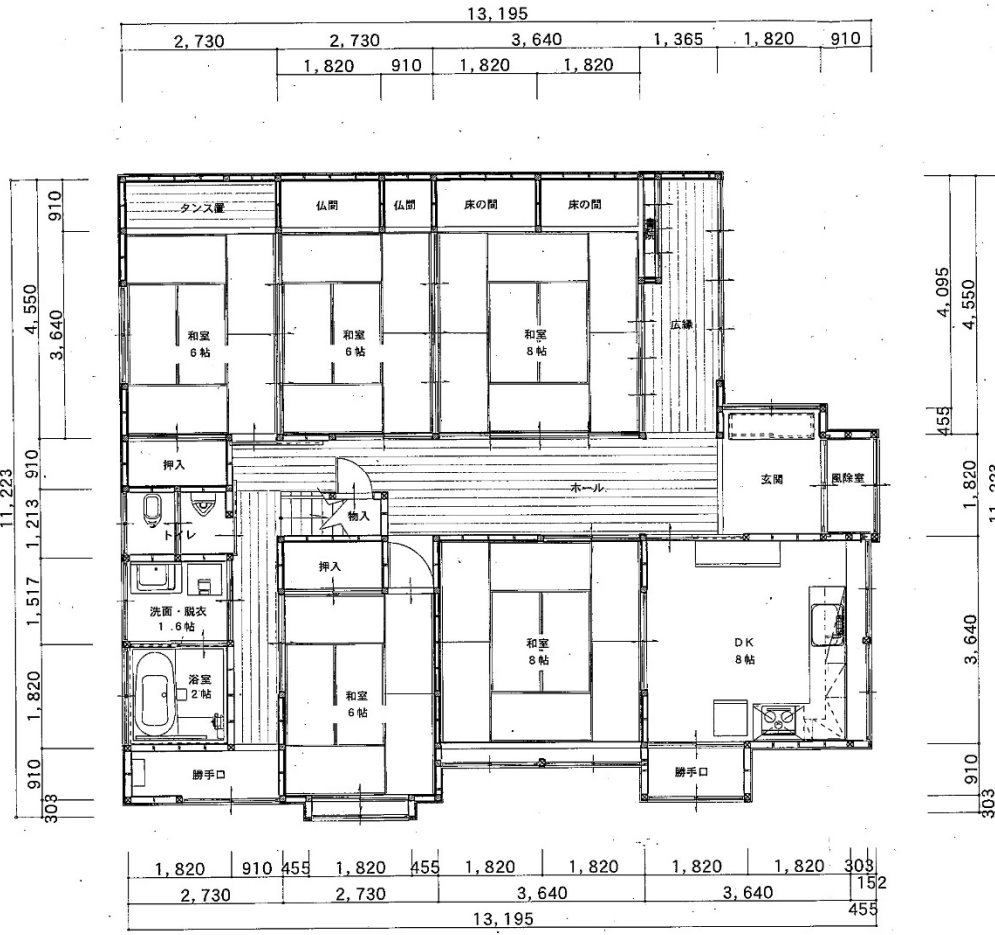 13,195
2,730
2,730
3,640
1,365
1,820
910
1,820
910
1,820
1,820
タンス置
仏間
仏間
床の間
床の間
書院
910
4,550
3,640
4,095
4,550
455
和室
6帖
和室
6帖
和室
8帖
広縁
押入
ホール
玄関
風除室
物入
トイレ
押入
11,223
910
1,213
1,517
1,820
910
303
1,820
11,223
3,640
910
303
洗面・脱衣
1.6帖
浴室
2帖
和室
6帖
和室
8帖
DK
8帖
勝手口
勝手口
1,820
910
455
1,820
455
1,820
1,820
1,820
1,820
303
152
2,730
2,730
3,640
3,640
455
13,195